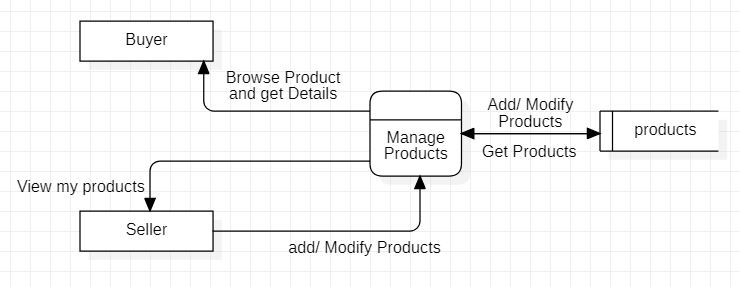 Buyer
Browse Product
and get Details
Add/ Modify
Products
products
Manage
Products
Get Products
View my products
Seller
add/ Modify Products